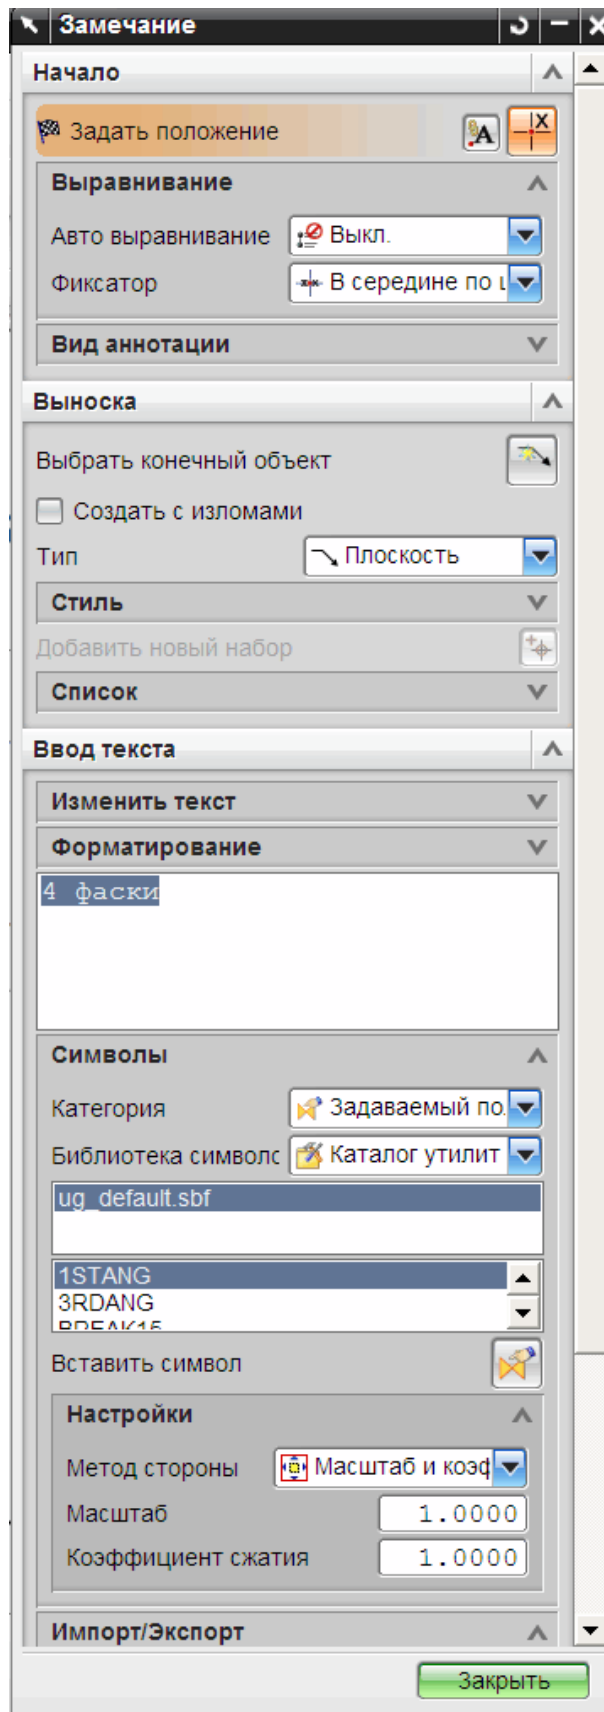 Замечание
Начало
Задать положение
Выравнивание
Авто выравнивание Выкл.
Фиксатор В середине по ц
Вид аннотации
Выноска
Выбрать конечный объект
Создать с изломами
Тип Плоскость
Стиль
Добавить новый набор
Список
Ввод текста
Изменить текст
Форматирование
4 фаски
Символы
Категория Задаваемый по
Библиотека символс Каталог утилит
ug_default.sbf
1STANG
3RDANG
BREAK15
Вставить символ
Настройки
Метод стороны Масштаб и коэф
Масштаб 1.0000
Коэффициент сжатия 1.0000
Импорт/Экспорт
Закрыть